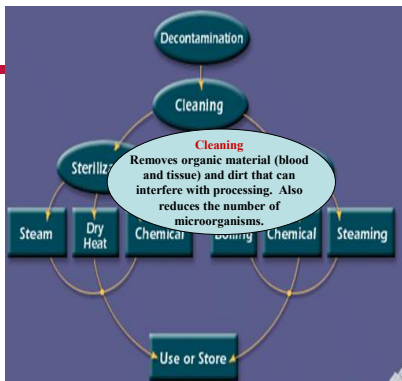 Decontamination
Cleaning
Cleaning
Removes organic material (blood
and tissue) and dirt that can
interfere with processing. Also
reduces the number of
microorganisms.
Steam
Dry
Heat
Chemical
Boiling
Chemical
Steaming
Use or Store